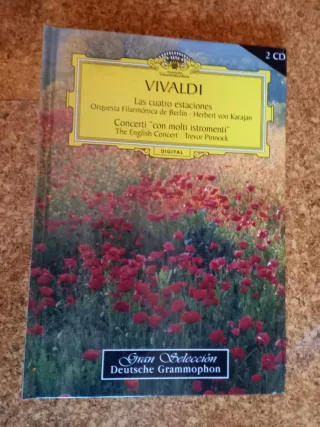 2 CD
VIVALDI
Las cuatro estaciones
Orquesta Filarmónica de Berlín · Herbert von Karajan
Concerti "con molti istromenti"
The English Concert · Trevor Pinnock
DIGITAL
Gran Selección
Deutsche Grammophon